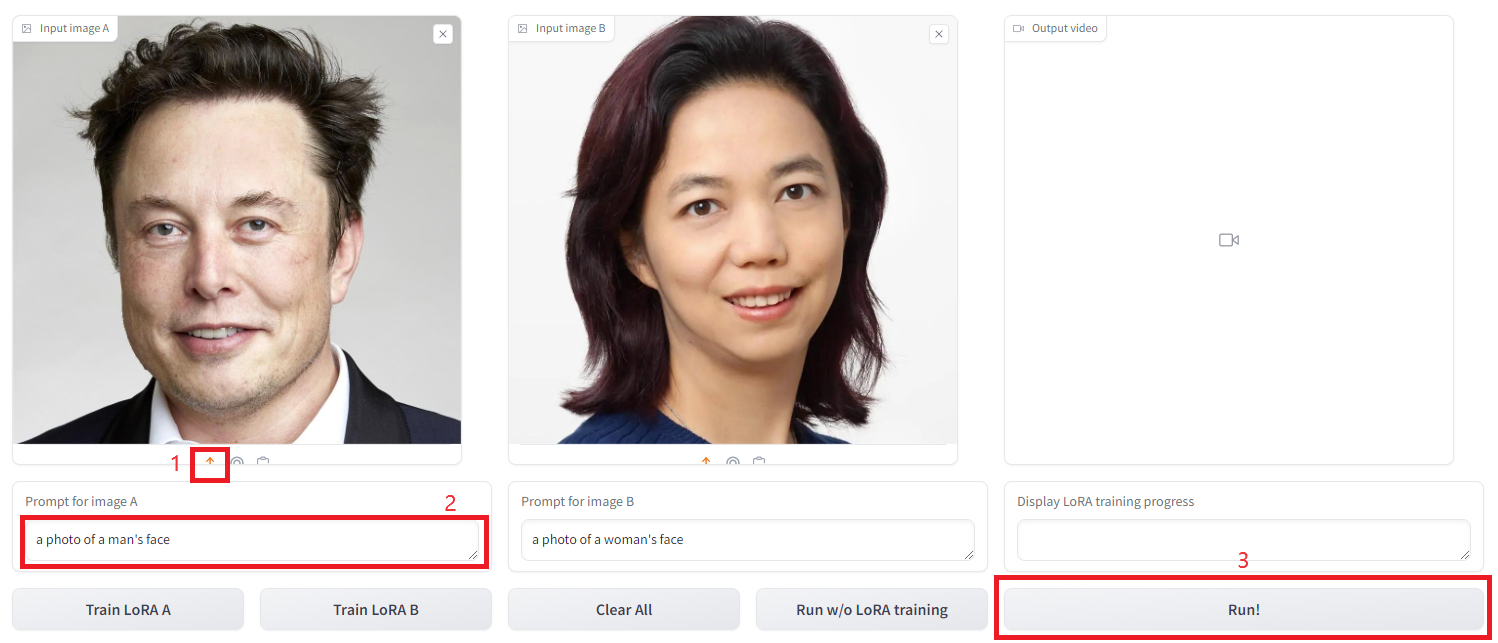 Input image A
Input image B
Output video
1
Prompt for image A
2
a photo of a man's face
Prompt for image B
a photo of a woman's face
Display LoRA training progress
3
Train LoRA A
Train LoRA B
Clear All
Run w/o LoRA training
Run!